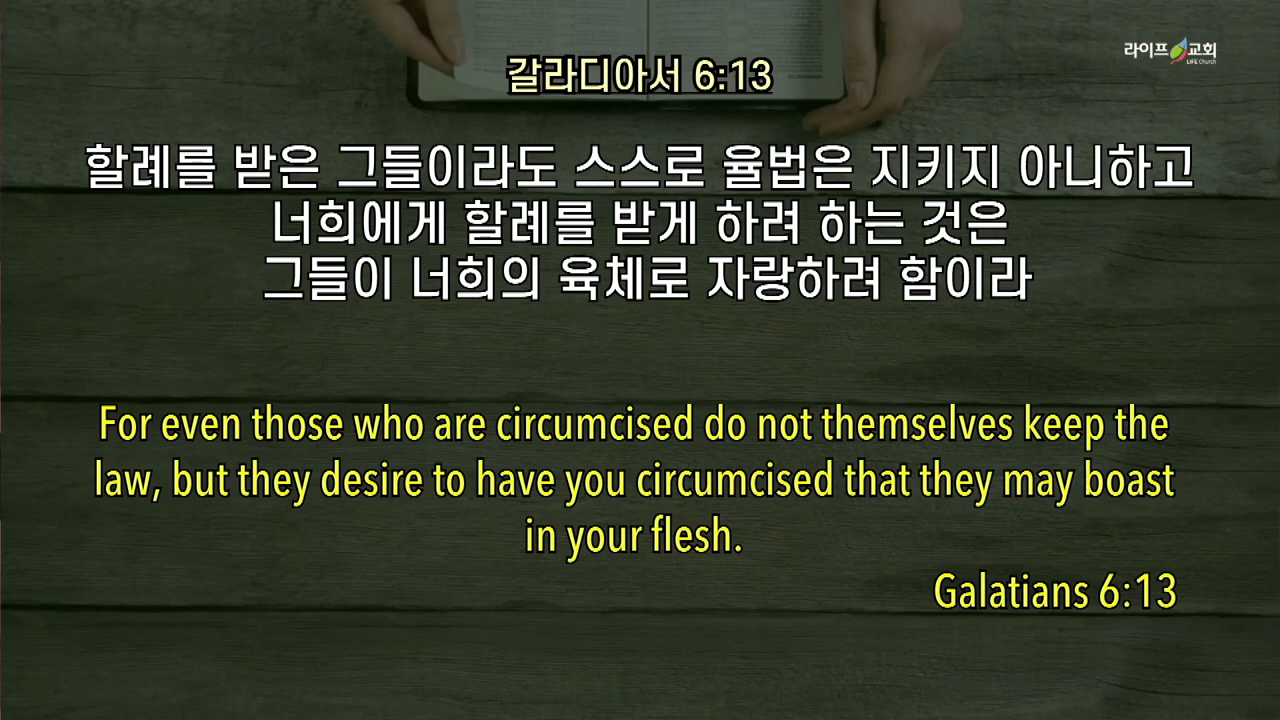 라이프교회
LIFE Church
갈라디아서 6:13
할례를 받은 그들이라도 스스로 율법은 지키지 아니하고
너희에게 할례를 받게 하려 하는 것은
그들이 너희의 육체로 자랑하려 함이라
For even those who are circumcised do not themselves keep the
law, but they desire to have you circumcised that they may boast
in your flesh.
Galatians 6:13